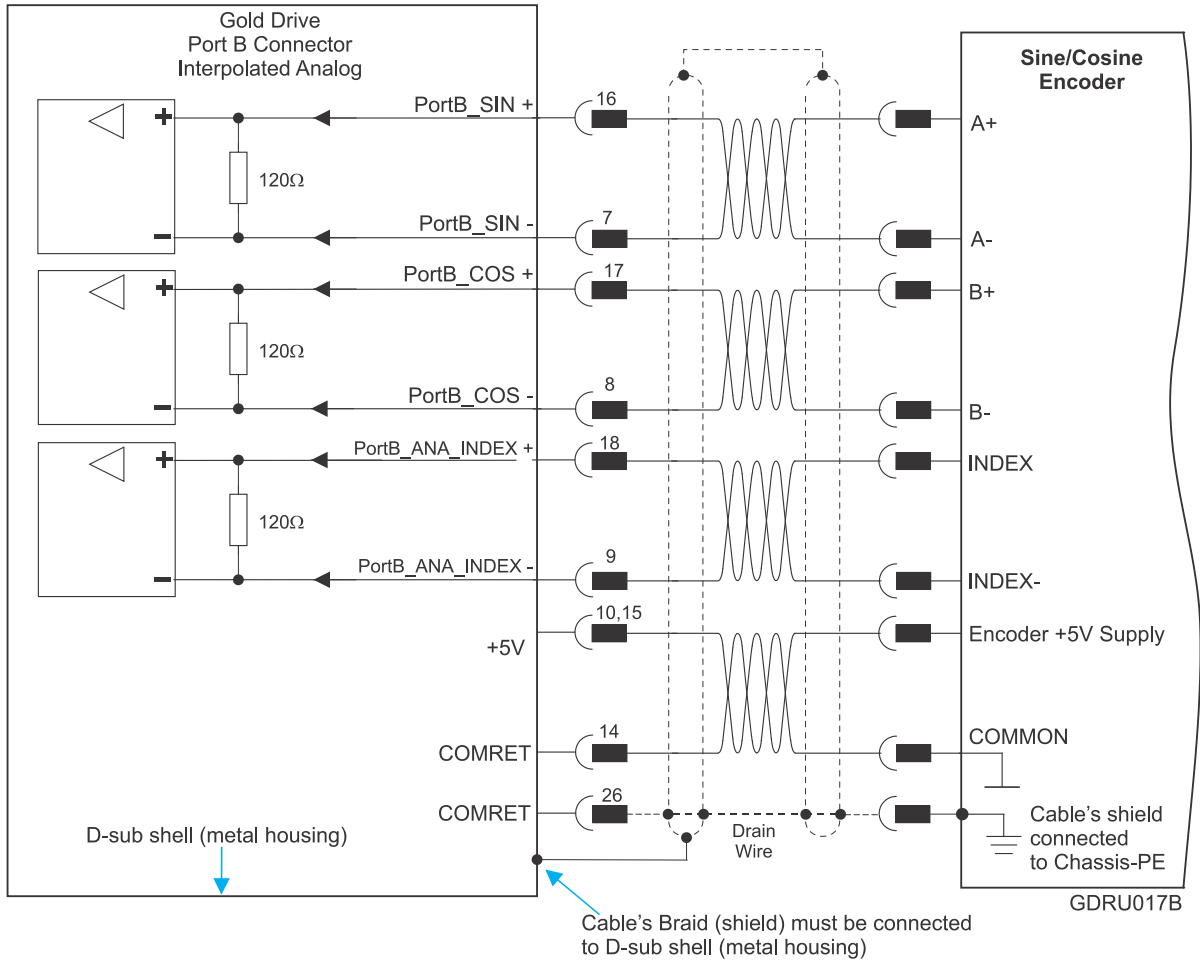 Gold Drive
Port B Connector
Interpolated Analog
Sine/Cosine
Encoder
PortB_SIN +
16
A+
+
120Ω
-
PortB_SIN -
7
A-
PortB_COS +
17
B+
+
120Ω
-
PortB_COS -
8
B-
PortB_ANA_INDEX +
18
INDEX
+
120Ω
-
PortB_ANA_INDEX -
9
INDEX-
+5V
10,15
Encoder +5V Supply
COMRET
14
COMMON
COMRET
26
Drain
Wire
Cable's shield
connected
to Chassis-PE
D-sub shell (metal housing)
GDRU017B
Cable's Braid (shield) must be connected
to D-sub shell (metal housing)